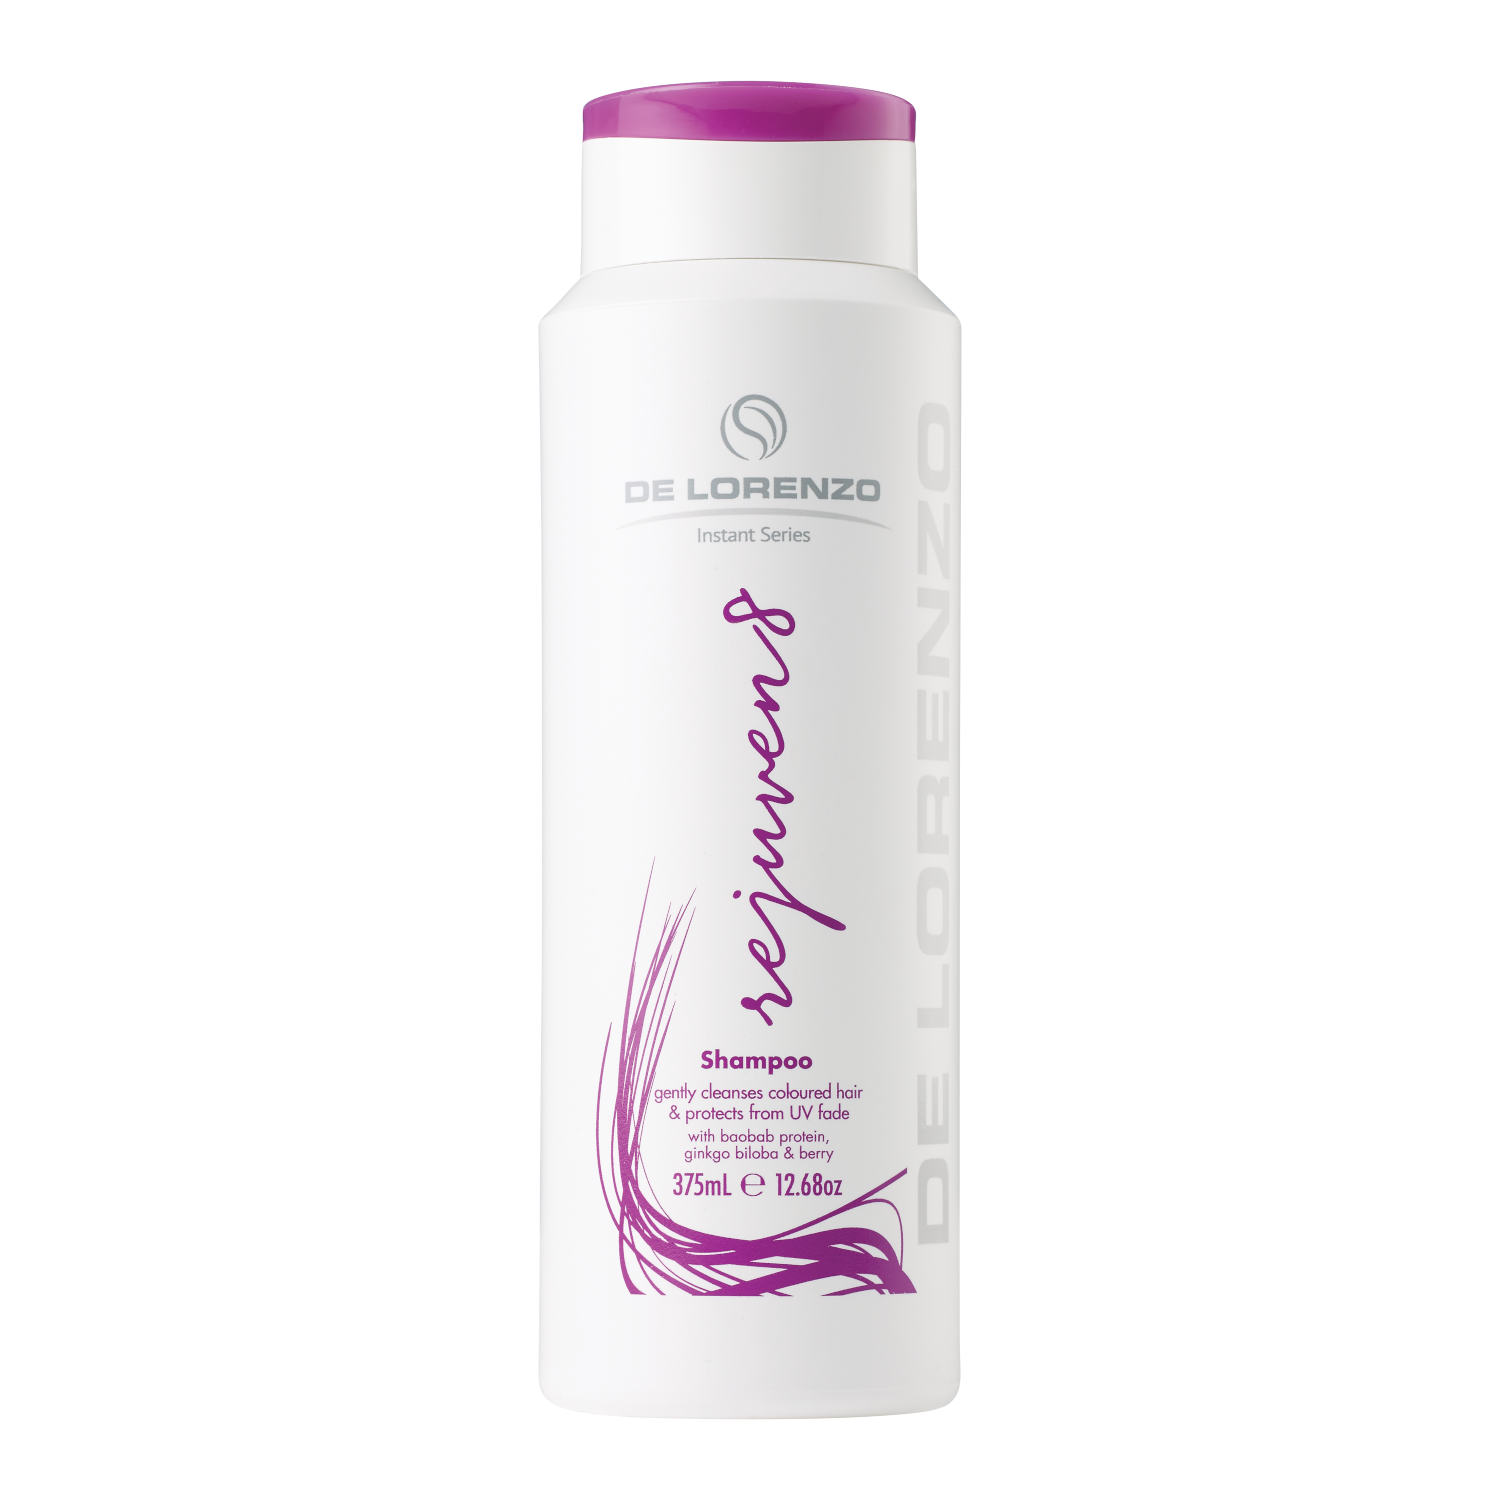 DE LORENZO
Instant Series
rejuven8
Shampoo
gently cleanses coloured hair
& protects from UV fade
with baobab protein,
ginkgo biloba & berry
375mL ℮ 12.68oz
DE LORENZO